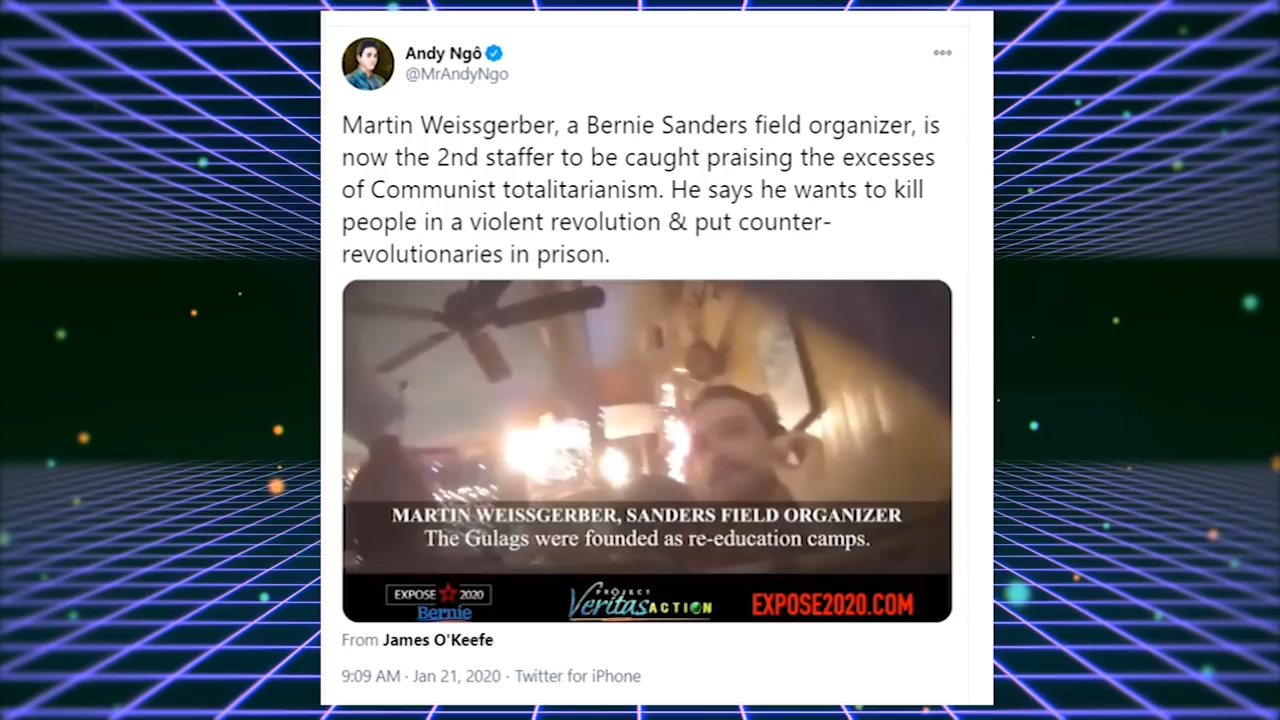 Andy Ngô
@MrAndyNgo
Martin Weissgerber, a Bernie Sanders field organizer, is
now the 2nd staffer to be caught praising the excesses
of Communist totalitarianism. He says he wants to kill
people in a violent revolution & put counter-
revolutionaries in prison.
MARTIN WEISSGERBER, SANDERS FIELD ORGANIZER
The Gulags were founded as re-education camps.
EXPOSE 2020
Bernie
PROJECT
Veritas ACTION
EXPOSE2020.COM
From James O'Keefe
9:09 AM · Jan 21, 2020 · Twitter for iPhone